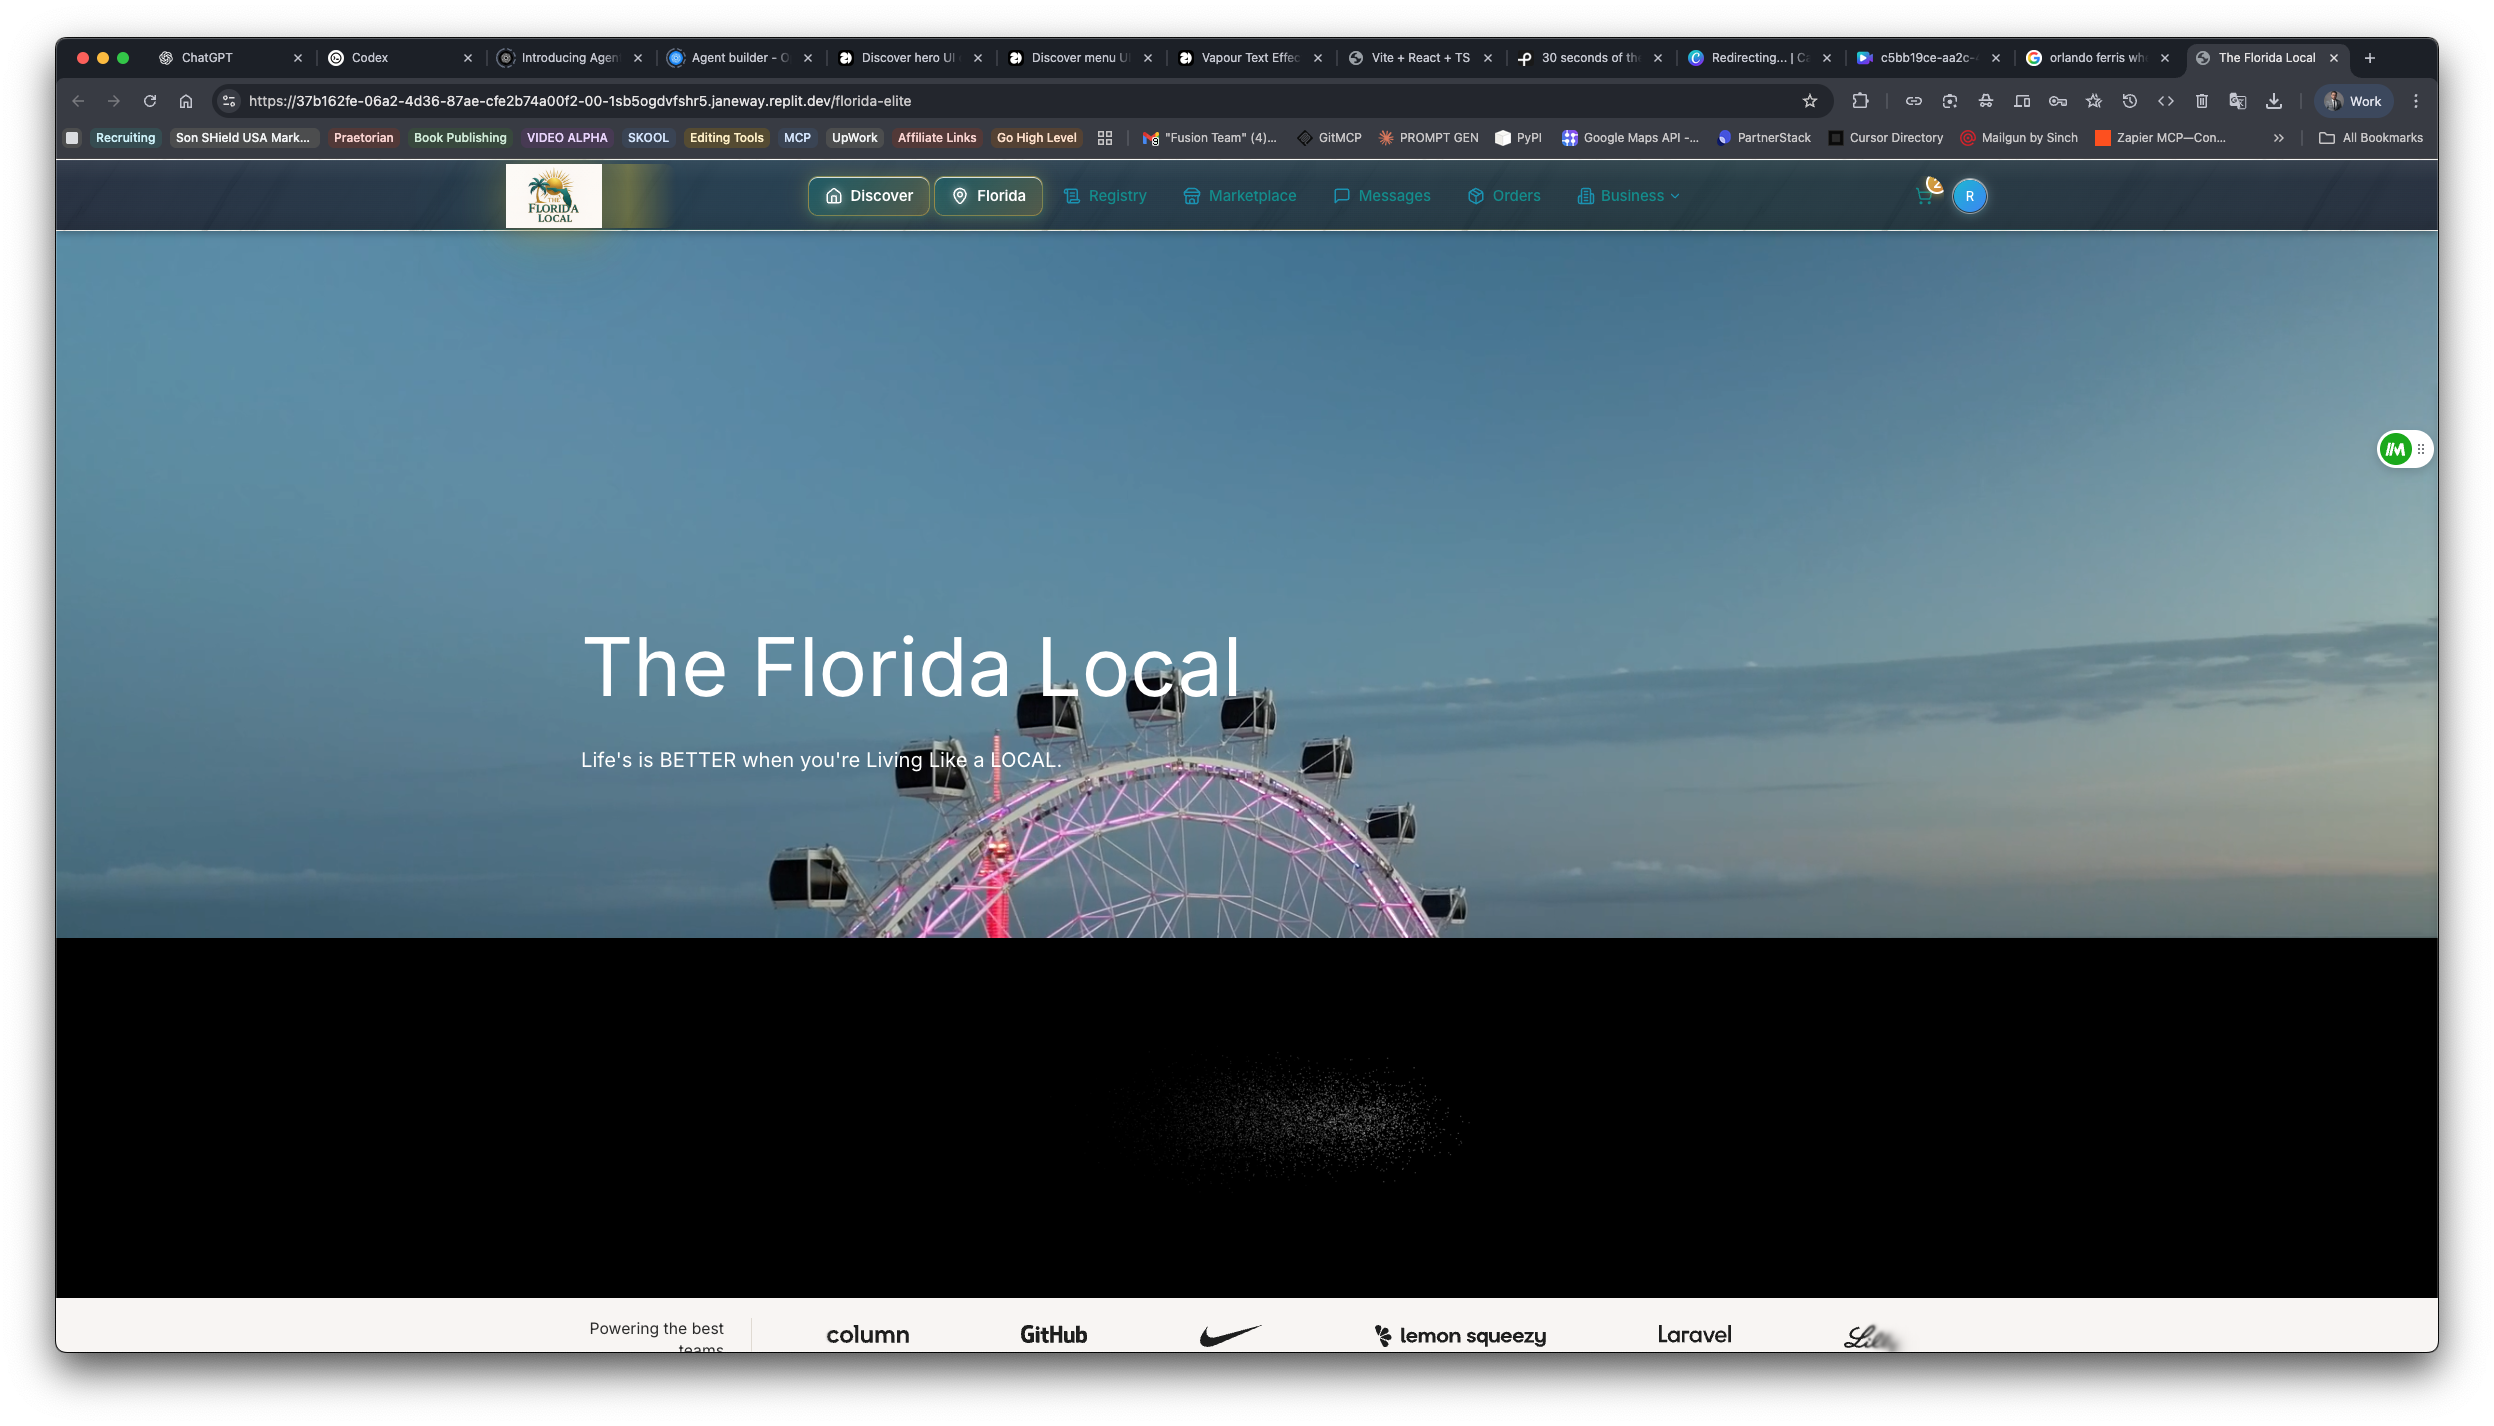 ChatGPT
Codex
Introducing Agen
Agent builder - O
Discover hero UI
Discover menu U
Vapour Text Effec
Vite + React + TS
30 seconds of the
Redirecting... | Ca
c5bb19ce-aa2c-
orlando ferris wh
The Florida Local
https://37b162fe-06a2-4d36-87ae-cfe2b74a00f2-00-1sb5ogdvfshr5.janeway.replit.dev/florida-elite
Work
Recruiting
Son SHield USA Mark...
Praetorian
Book Publishing
VIDEO ALPHA
SKOOL
Editing Tools
MCP
UpWork
Affiliate Links
Go High Level
"Fusion Team" (4)...
GitMCP
PROMPT GEN
PyPI
Google Maps API -...
PartnerStack
Cursor Directory
Mailgun by Sinch
Zapier MCP—Con...
All Bookmarks
THE
FLORIDA
LOCAL
Discover
Florida
Registry
Marketplace
Messages
Orders
Business
2
R
The Florida Local
Life's is BETTER when you're Living Like a LOCAL.
Powering the best
teams
column
GitHub
lemon squeezy
Laravel
Lilly